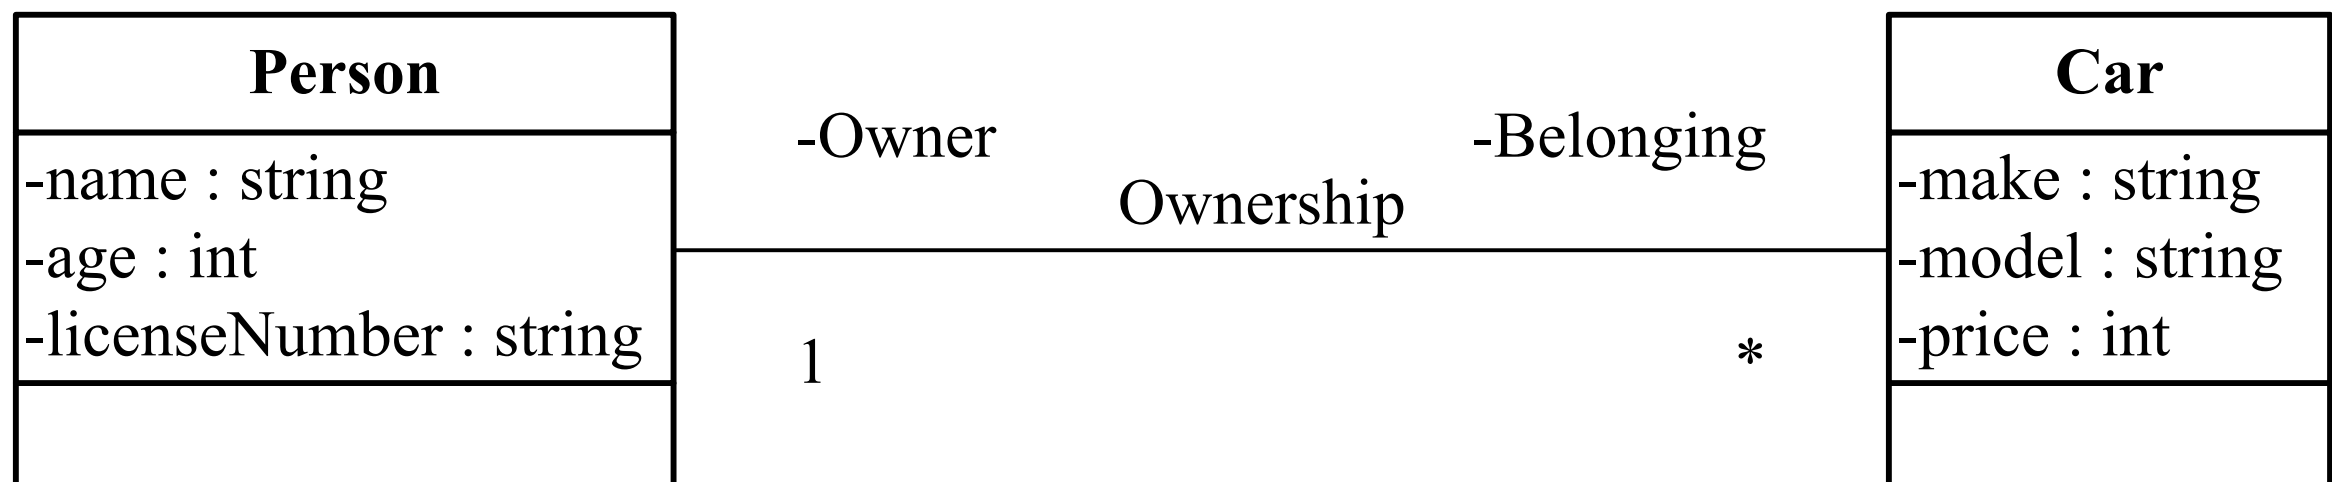 Person
-name : string
-age : int
-licenseNumber : string
-Owner
-Belonging
Ownership
1
*
Car
-make : string
-model : string
-price : int